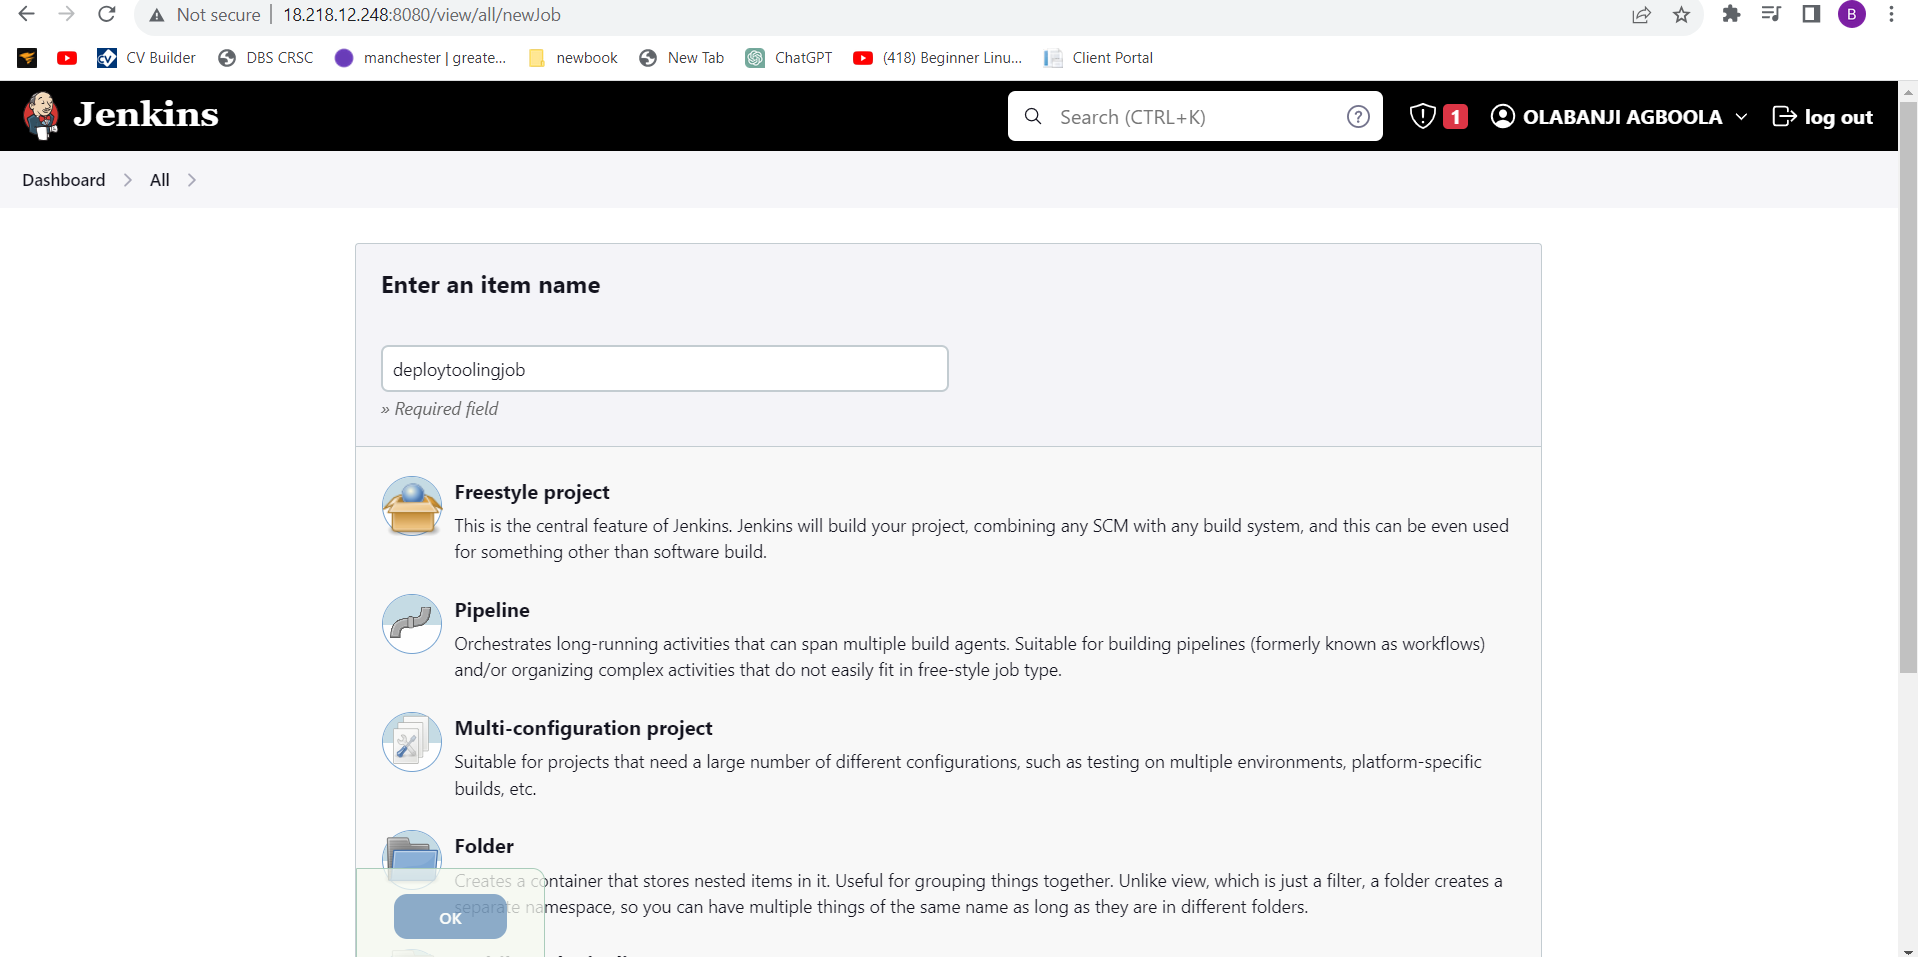 Not secure 18.218.12.248:8080/view/all/newJob
B
CV Builder DBS CRSC manchester | greate... newbook New Tab ChatGPT (418) Beginner Linu... Client Portal
Jenkins
Search (CTRL+K) ? 1 OLABANJI AGBOOLA log out
Dashboard All
Enter an item name
deploytoolingjob
» Required field
Freestyle project
This is the central feature of Jenkins. Jenkins will build your project, combining any SCM with any build system, and this can be even used
for something other than software build.
Pipeline
Orchestrates long-running activities that can span multiple build agents. Suitable for building pipelines (formerly known as workflows)
and/or organizing complex activities that do not easily fit in free-style job type.
Multi-configuration project
Suitable for projects that need a large number of different configurations, such as testing on multiple environments, platform-specific
builds, etc.
Folder
Creates a container that stores nested items in it. Useful for grouping things together. Unlike view, which is just a filter, a folder creates a
separate namespace, so you can have multiple things of the same name as long as they are in different folders.
OK